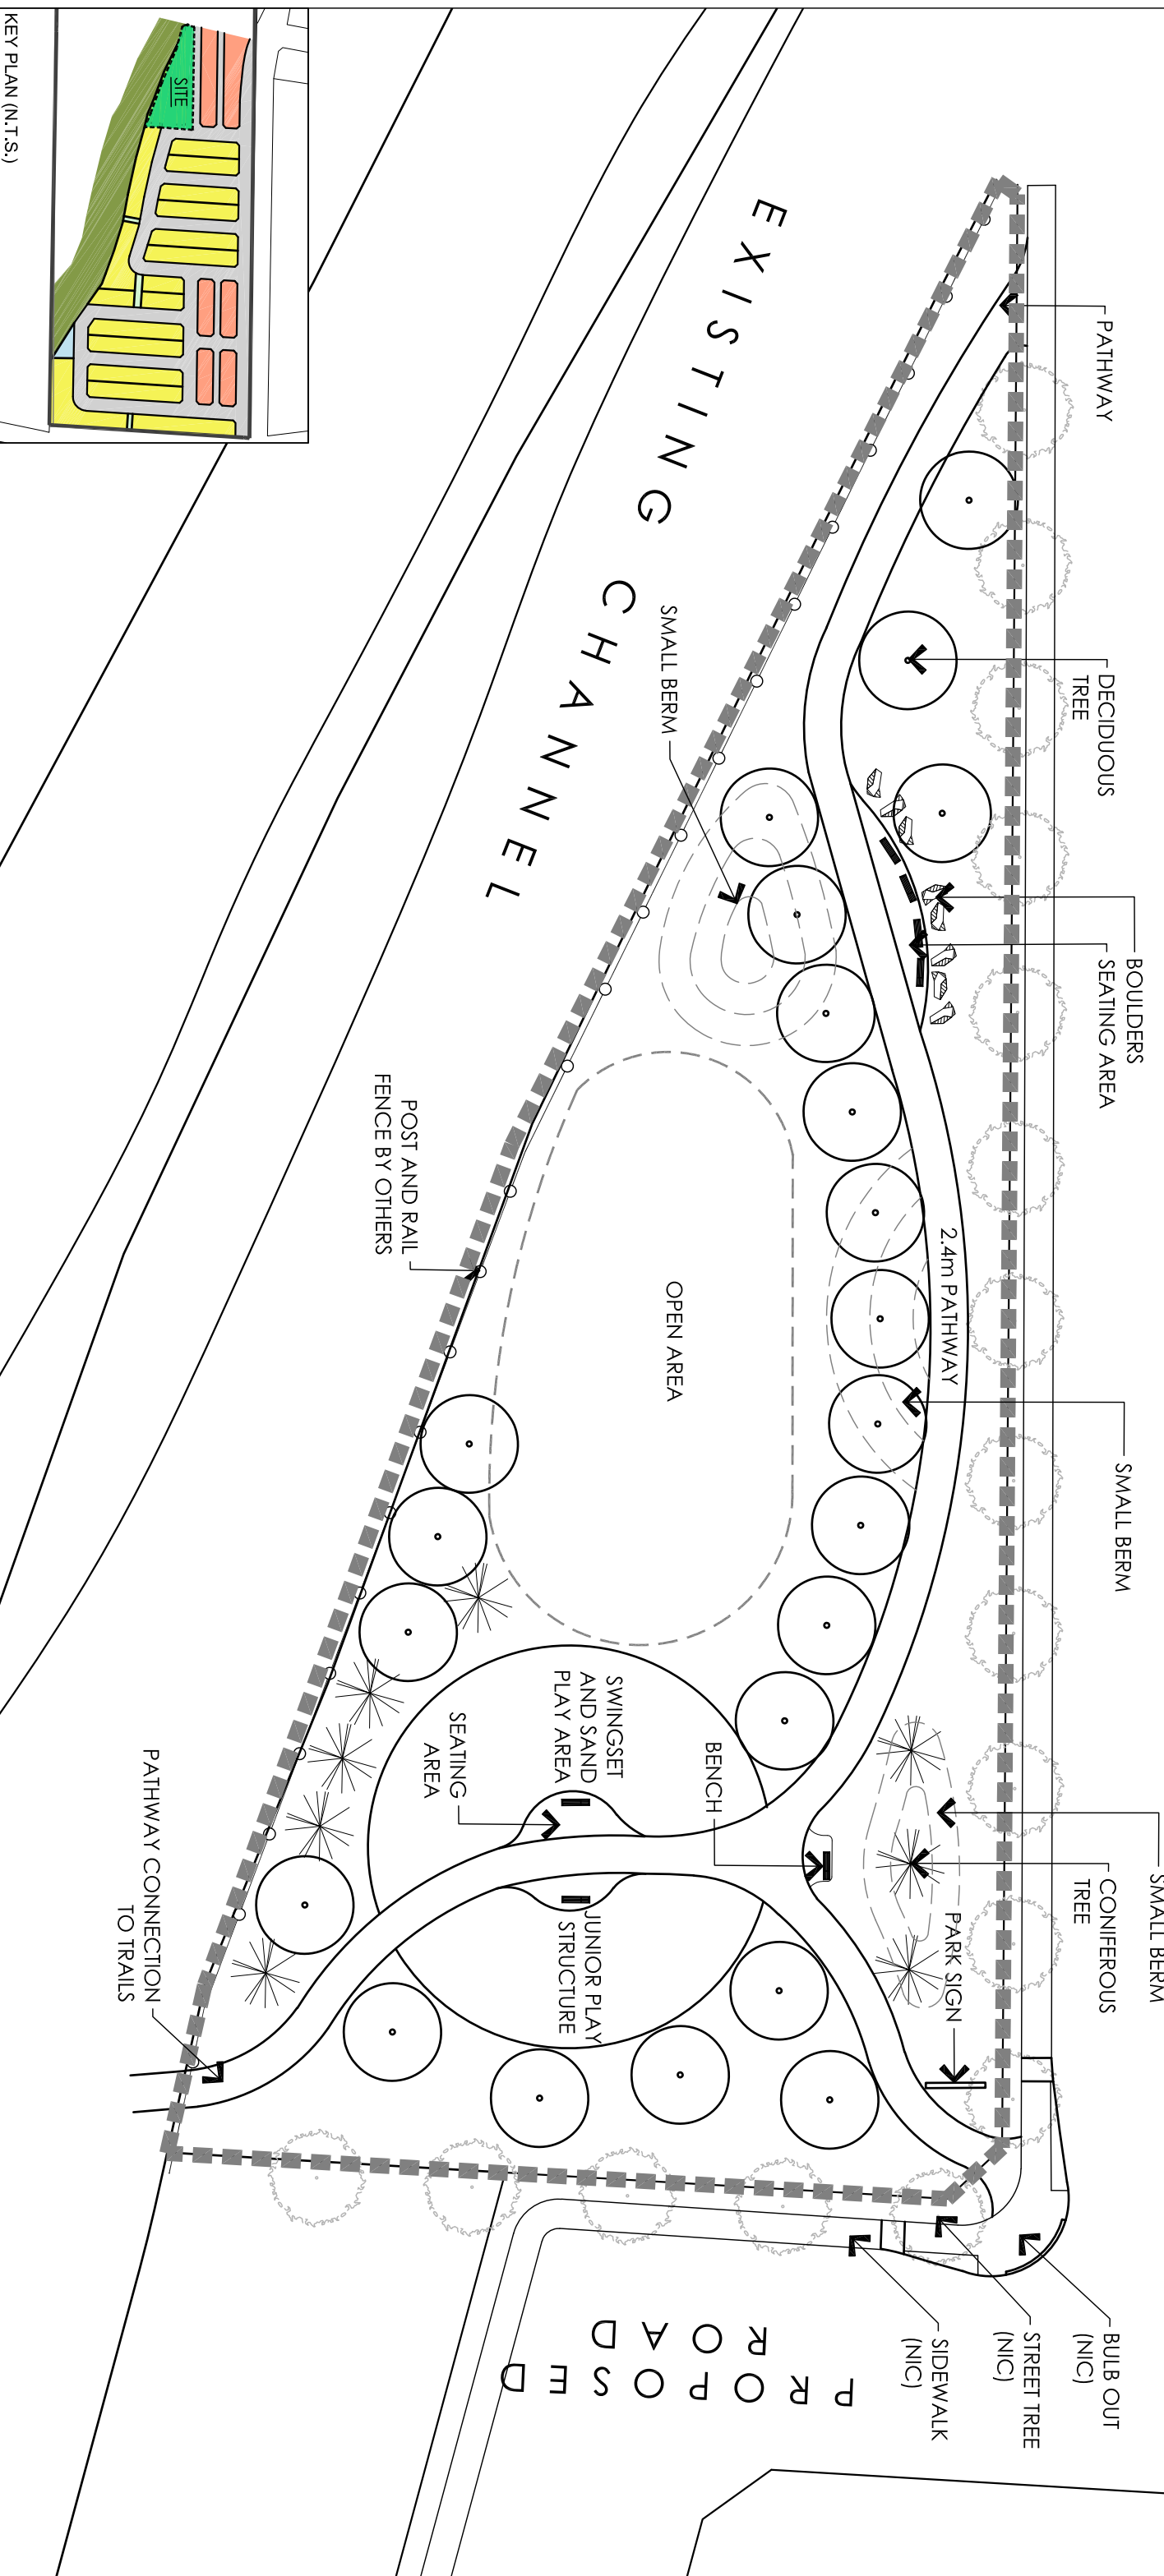 KEY PLAN (N.T.S.)
SITE
EXISTING CHANNEL
PATHWAY
DECIDUOUS
TREE
SMALL BERM
BOULDERS
SEATING AREA
POST AND RAIL
FENCE BY OTHERS
OPEN AREA
2.4m PATHWAY
SMALL BERM
SWINGSET
AND SAND
PLAY AREA
SEATING
AREA
BENCH
JUNIOR PLAY
STRUCTURE
SMALL BERM
CONIFEROUS
TREE
PARK SIGN
PATHWAY CONNECTION
TO TRAILS
BULB OUT
(NIC)
STREET TREE
(NIC)
SIDEWALK
(NIC)
PROPOSED
ROAD